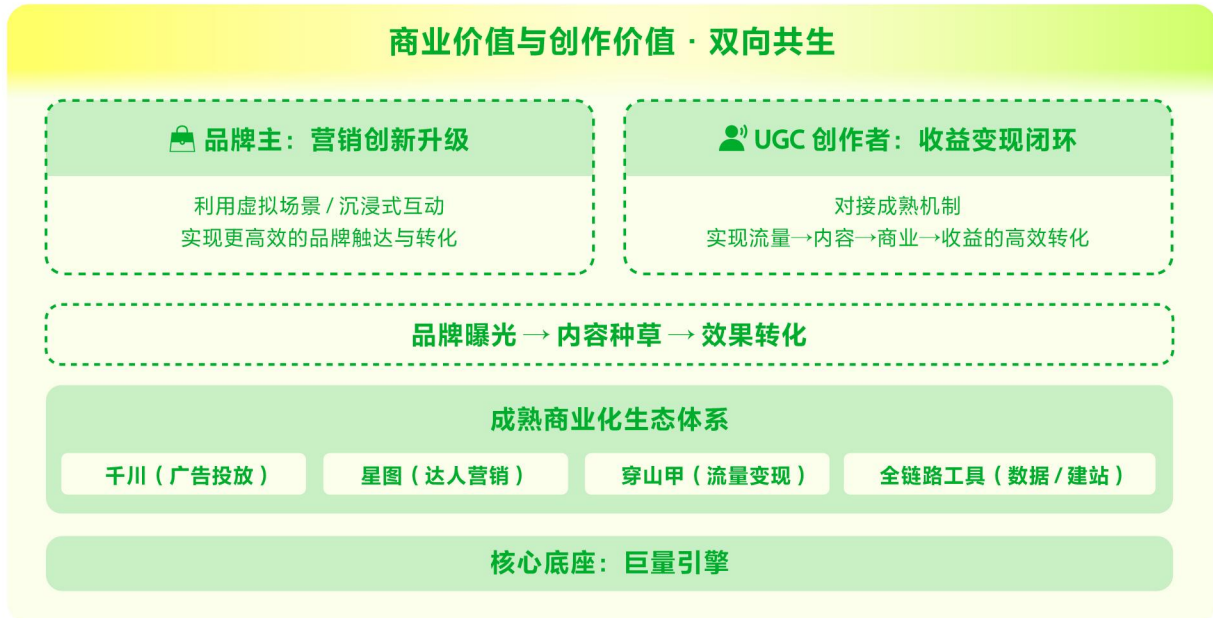 商业价值与创作价值 · 双向共生
品牌主：营销创新升级
利用虚拟场景 / 沉浸式互动
实现更高效的品牌触达与转化
UGC 创作者：收益变现闭环
对接成熟机制
实现流量→内容→商业→收益的高效转化
品牌曝光 → 内容种草 → 效果转化
成熟商业化生态体系
千川（广告投放）
星图（达人营销）
穿山甲（流量变现）
全链路工具（数据 / 建站）
核心底座：巨量引擎